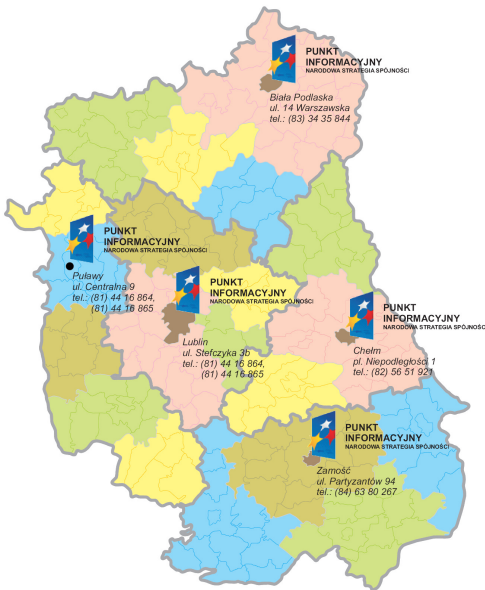 PUNKT
INFORMACYJNY
NARODOWA STRATEGIA SPÓJNOŚCI
Biała Podlaska
ul. 14 Warszawska
tel.: (83) 34 35 844
PUNKT
INFORMACYJNY
NARODOWA STRATEGIA SPÓJNOŚCI
Puławy
ul. Centralna 9
tel.: (81) 44 16 864,
(81) 44 16 865
PUNKT
INFORMACYJNY
NARODOWA STRATEGIA SPÓJNOŚCI
Lublin
ul. Stefczyka 3b
tel.: (81) 44 16 864,
(81) 44 16 865
PUNKT
INFORMACYJNY
NARODOWA STRATEGIA SPÓJNOŚCI
Chełm
pl. Niepodległości 1
tel.: (82) 56 51 921
PUNKT
INFORMACYJNY
NARODOWA STRATEGIA SPÓJNOŚCI
Zamość
ul. Partyzantów 94
tel.: (84) 63 80 267